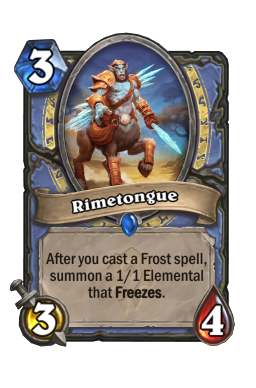 3
Rimetongue
After you cast a Frost spell,
summon a 1/1 Elemental
that Freezes.
3
4